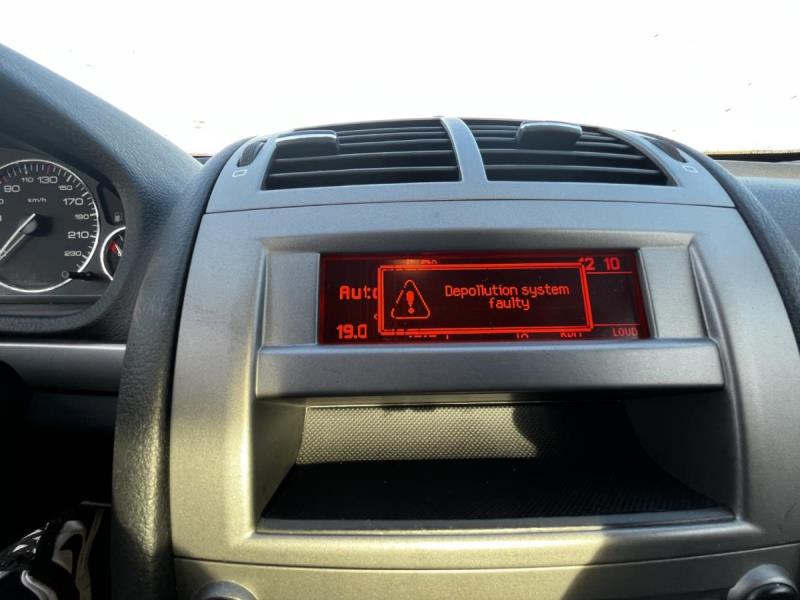 90 110 130 150
170
km/h
190
210
230
12 10
Auto
Depollution system
faulty
19.0
LOUD